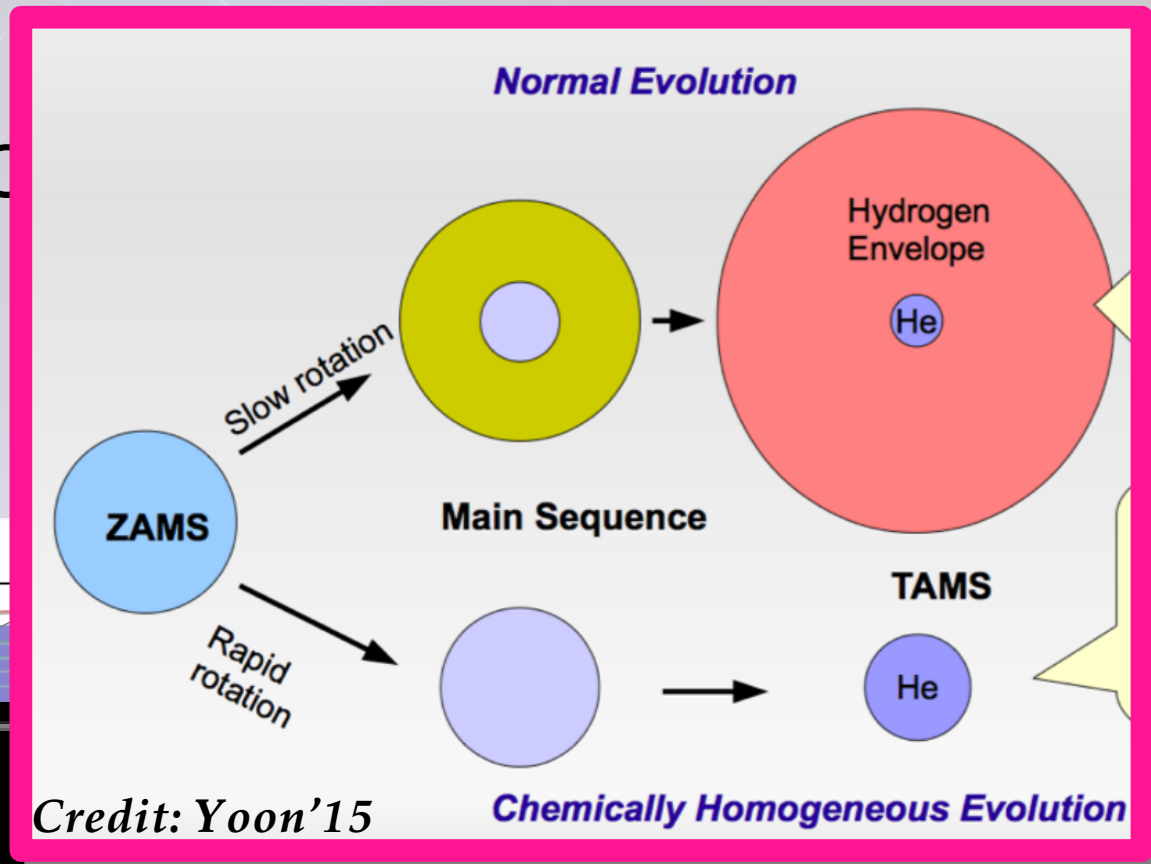 Normal Evolution
Hydrogen
Envelope
He
Slow rotation
ZAMS
Main Sequence
TAMS
Rapid
rotation
He
Credit: Yoon’15
Chemically Homogeneous Evolution